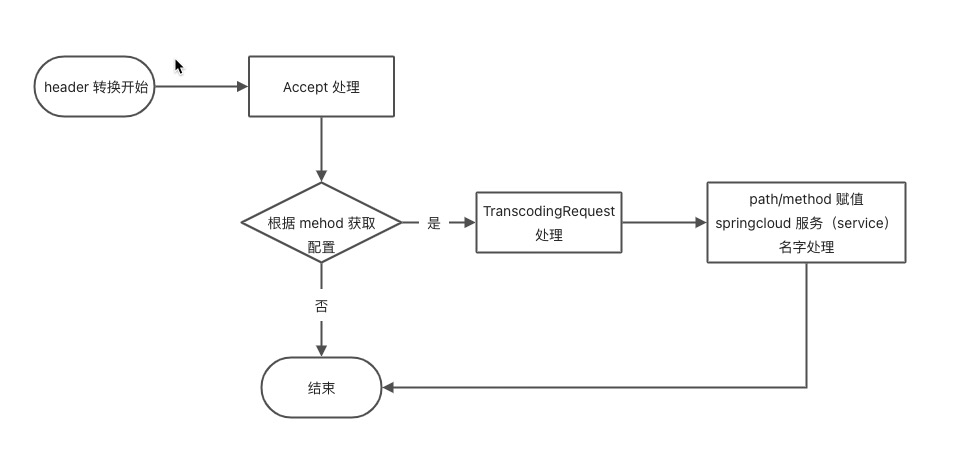 header 转换开始
Accept 处理
根据 mehod 获取
配置
是
TranscodingRequest
处理
path/method 赋值
springcloud 服务（service）
名字处理
否
结束